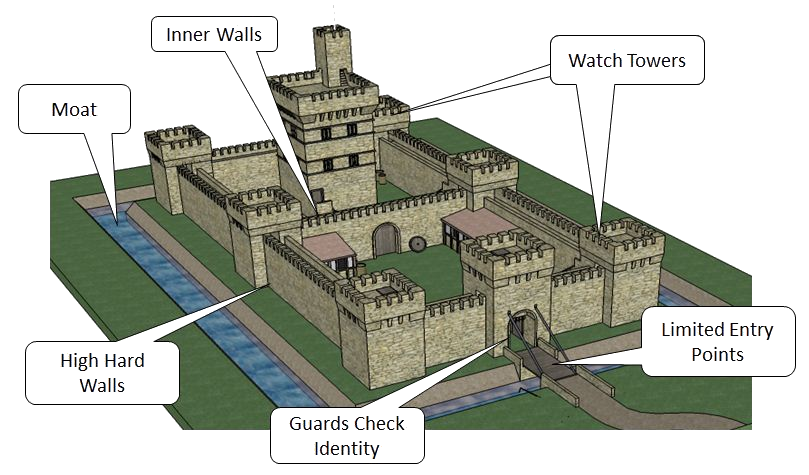 Inner Walls
Watch Towers
Moat
High Hard
Walls
Guards Check
Identity
Limited Entry
Points